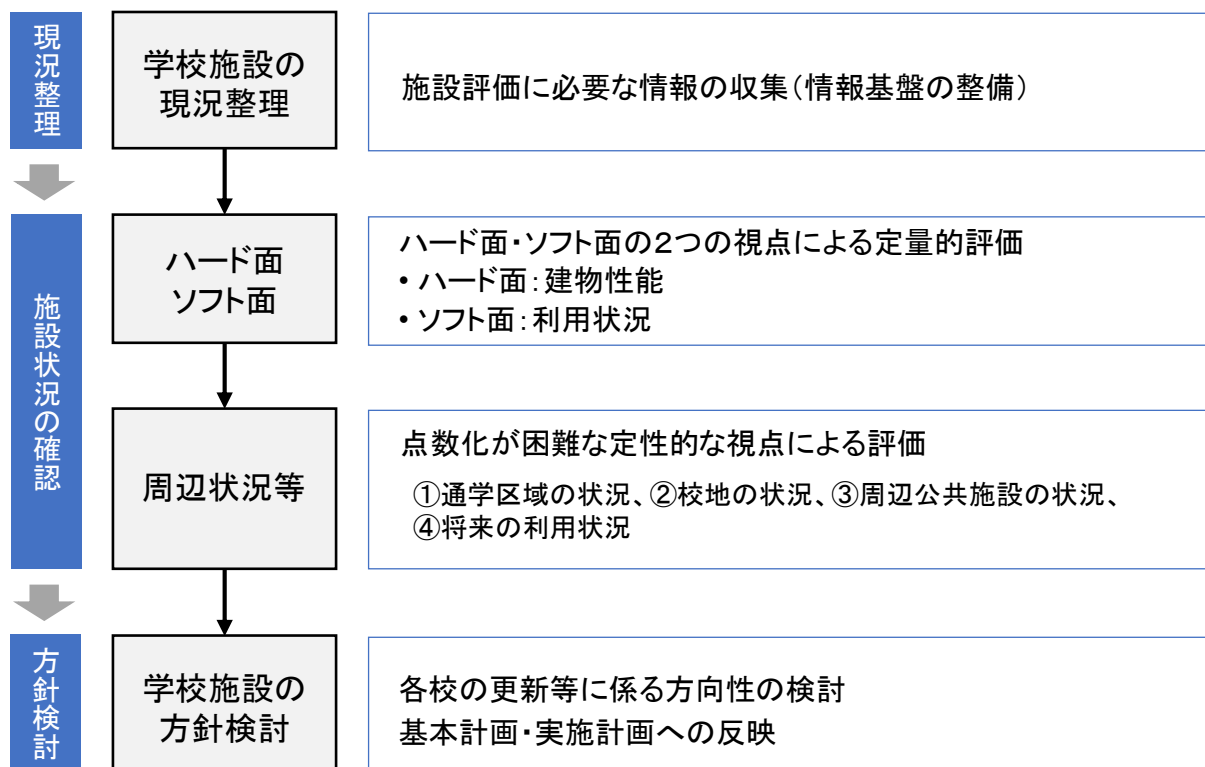 現況整理
学校施設の
現況整理
施設評価に必要な情報の収集（情報基盤の整備）
施設状況の確認
ハード面
ソフト面
ハード面・ソフト面の２つの視点による定量的評価
• ハード面：建物性能
• ソフト面：利用状況
周辺状況等
点数化が困難な定性的な視点による評価
①通学区域の状況、②校地の状況、③周辺公共施設の状況、
④将来の利用状況
方針検討
学校施設の
方針検討
各校の更新等に係る方向性の検討
基本計画・実施計画への反映